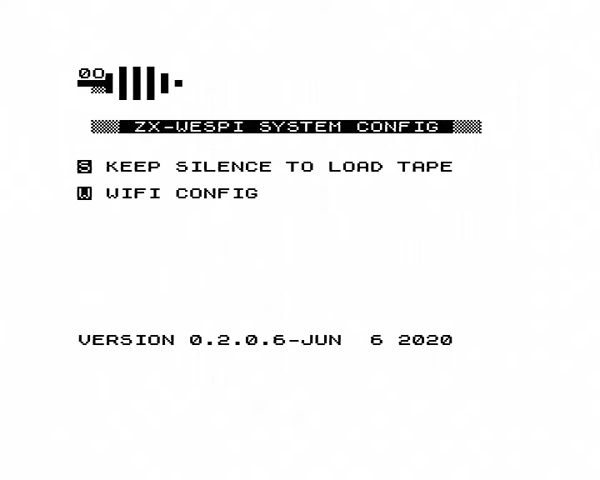 ZX-WESPI SYSTEM CONFIG
S KEEP SILENCE TO LOAD TAPE
W WIFI CONFIG
VERSION 0.2.0.6-JUN  6 2020